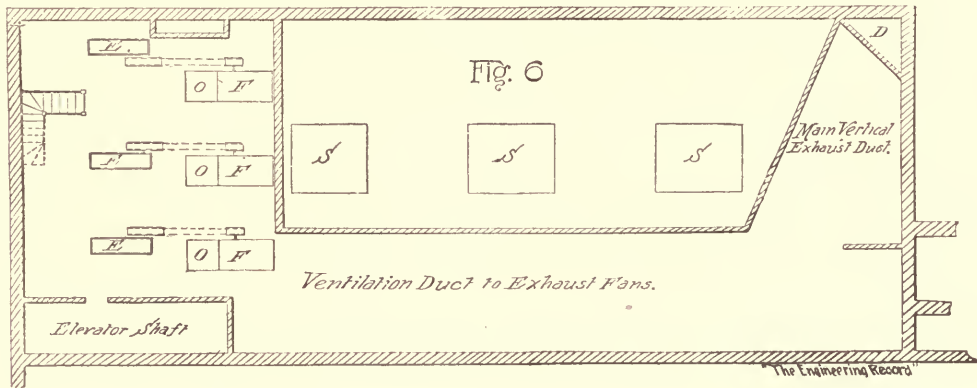 E.
O F
D
Fig. 6
S S S
Main Vertical
Exhaust Duct.
E
O F
E
O F
Ventilation Duct to Exhaust Fans.
Elevator Shaft
"The Engineering Record"